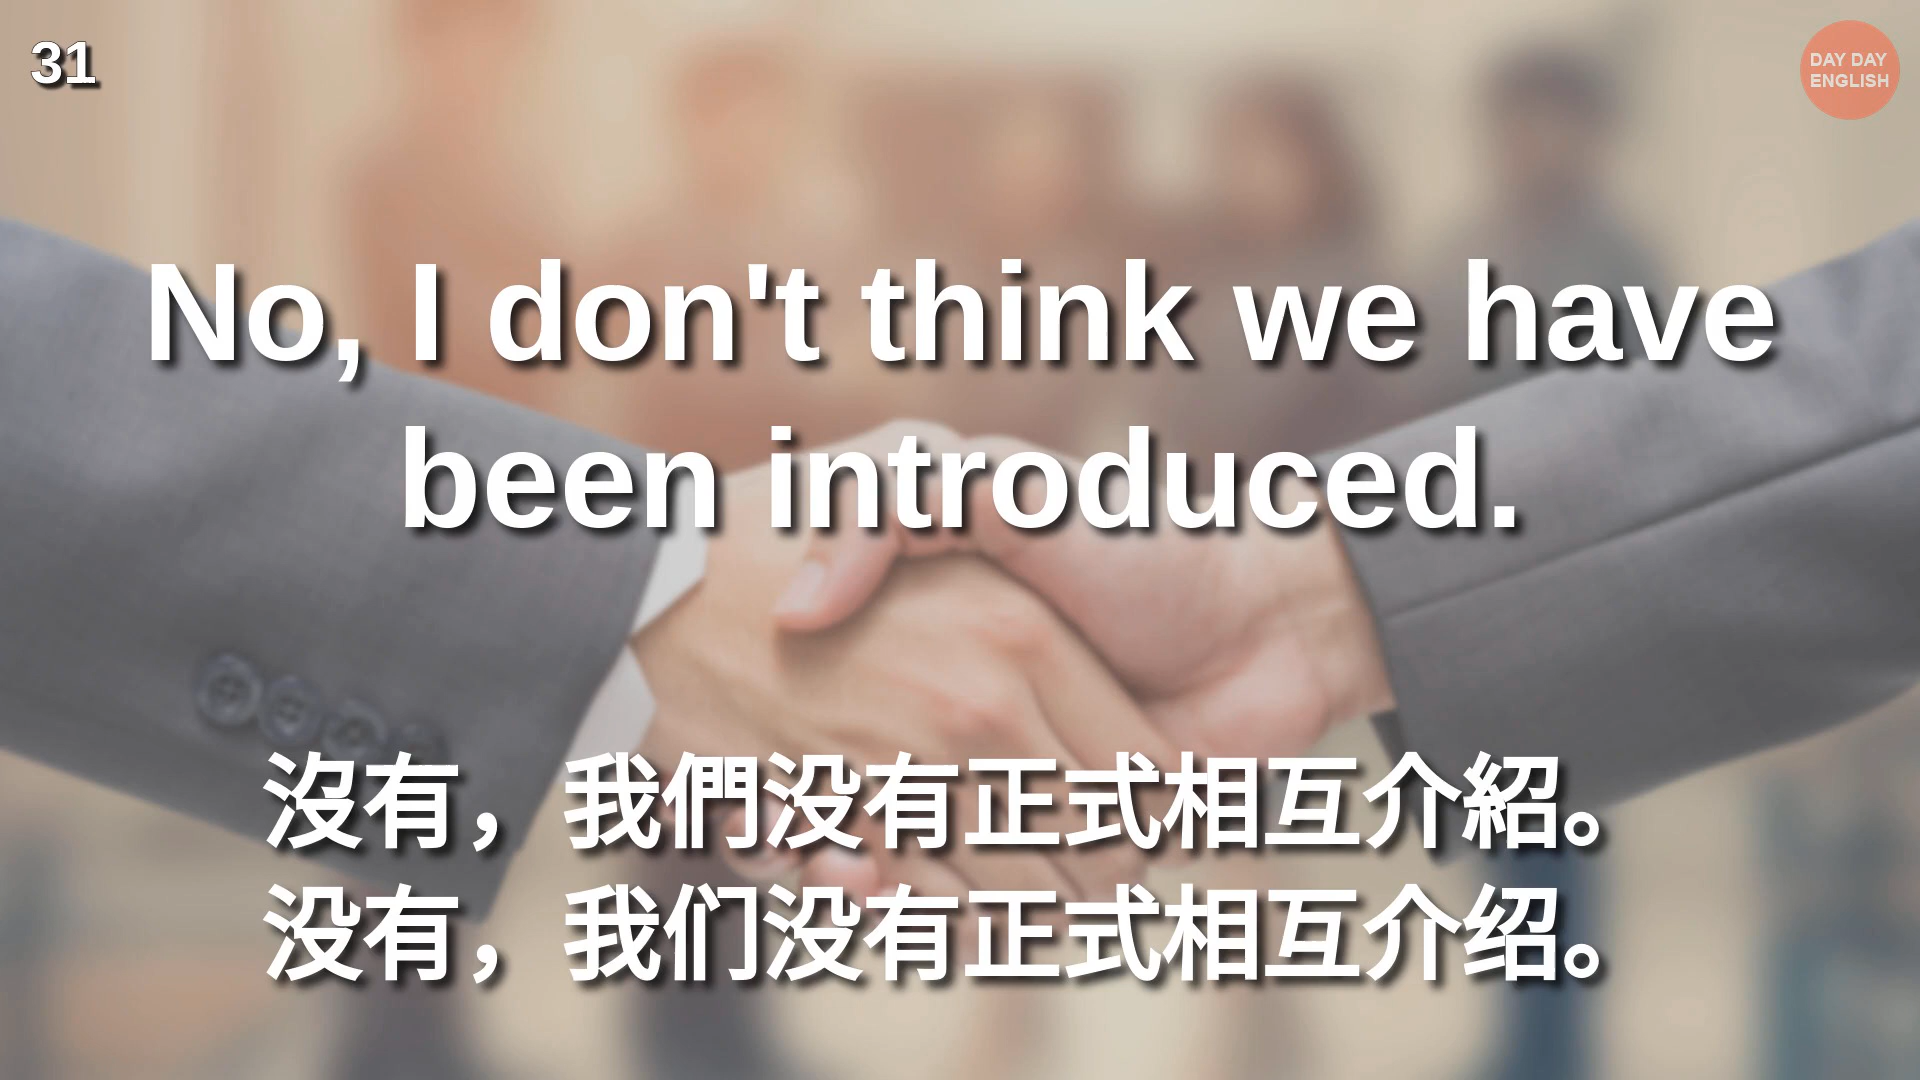 31
DAY DAY
ENGLISH
No, I don't think we have
been introduced.
沒有，我們没有正式相互介紹。
没有，我们没有正式相互介绍。